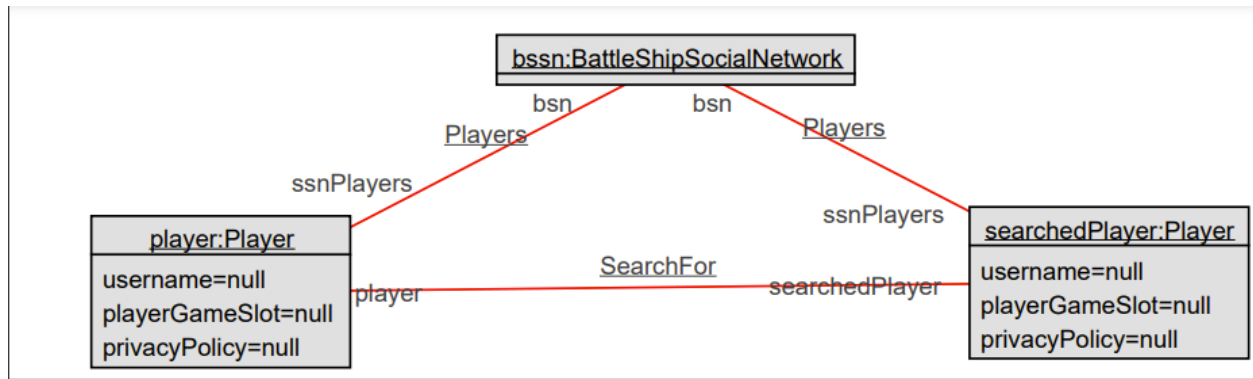 bssn:BattleShipSocialNetwork
bsn
bsn
Players
Players
ssnPlayers
ssnPlayers
player:Player
username=null
playerGameSlot=null
privacyPolicy=null
SearchFor
player
searchedPlayer
searchedPlayer:Player
username=null
playerGameSlot=null
privacyPolicy=null